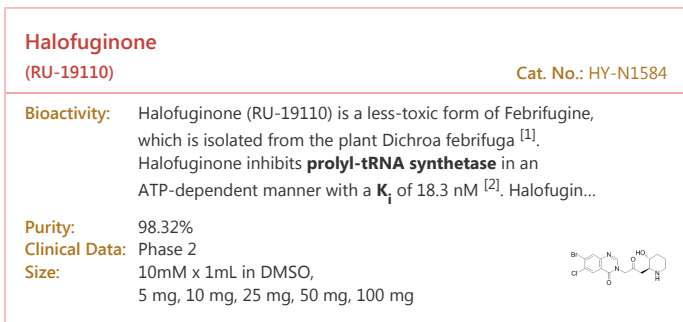 Halofuginone
(RU-19110) Cat. No.: HY-N1584
Bioactivity: Halofuginone (RU-19110) is a less-toxic form of Febrifugine,
which is isolated from the plant Dichroa febrifuga [1].
Halofuginone inhibits prolyl-tRNA synthetase in an
ATP-dependent manner with a Ki of 18.3 nM [2]. Halofugin...
Purity: 98.32%
Clinical Data: Phase 2
Size: 10mM x 1mL in DMSO,
5 mg, 10 mg, 25 mg, 50 mg, 100 mg
Br
Cl
N
N
O
O
HO
N
H